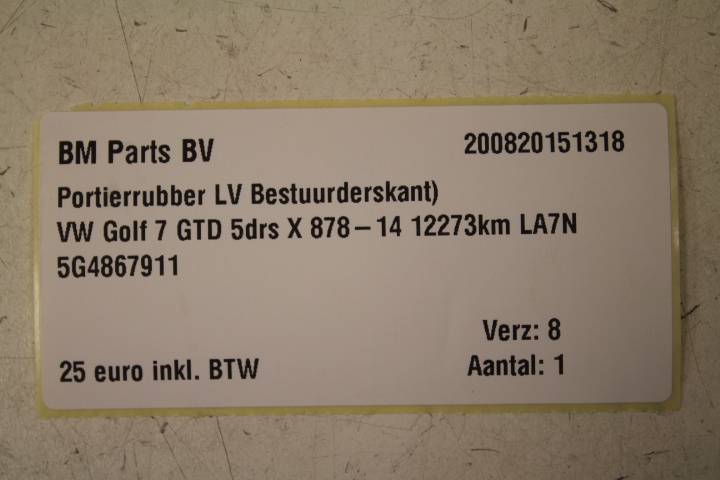 BM Parts BV 200820151318
Portierrubber LV Bestuurderskant)
VW Golf 7 GTD 5drs X 878-14 12273km LA7N
5G4867911
Verz: 8
25 euro inkl. BTW Aantal: 1